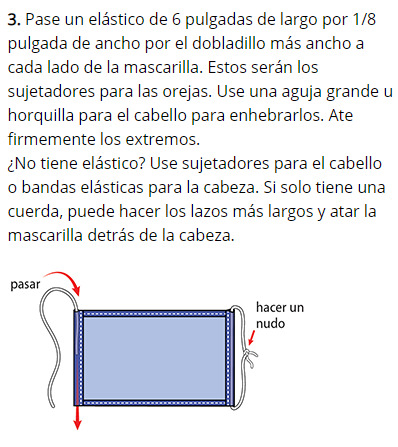 3. Pase un elástico de 6 pulgadas de largo por 1/8
pulgada de ancho por el dobladillo más ancho a
cada lado de la mascarilla. Estos serán los
sujetadores para las orejas. Use una aguja grande u
horquilla para el cabello para enhebrarlos. Ate
firmemente los extremos.
¿No tiene elástico? Use sujetadores para el cabello
o bandas elásticas para la cabeza. Si solo tiene una
cuerda, puede hacer los lazos más largos y atar la
mascarilla detrás de la cabeza.
pasar
hacer un
nudo